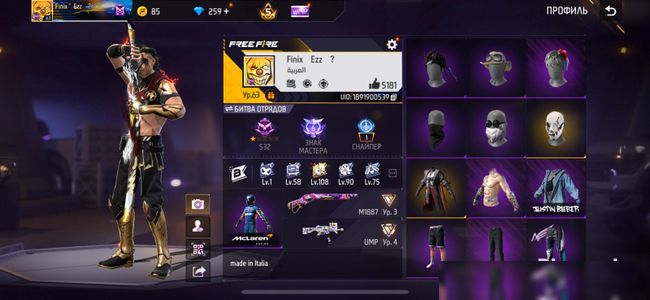 Finix Ezz ?
85
259 +
5
ПРОФИЛЬ
FREE FIRE
Finix Ezz ?
العربية
5181
Ур.63
UID: 1891900539
БИТВА ОТРЯДОВ
S32
ЗНАК МАСТЕРА
СНАЙПЕР
Lv.1
Lv.58
Lv.108
Lv.90
Lv.75
M1887 Ур. 3
McLaren
UMP Ур. 4
made in Italia
JUSTIN BIEBER